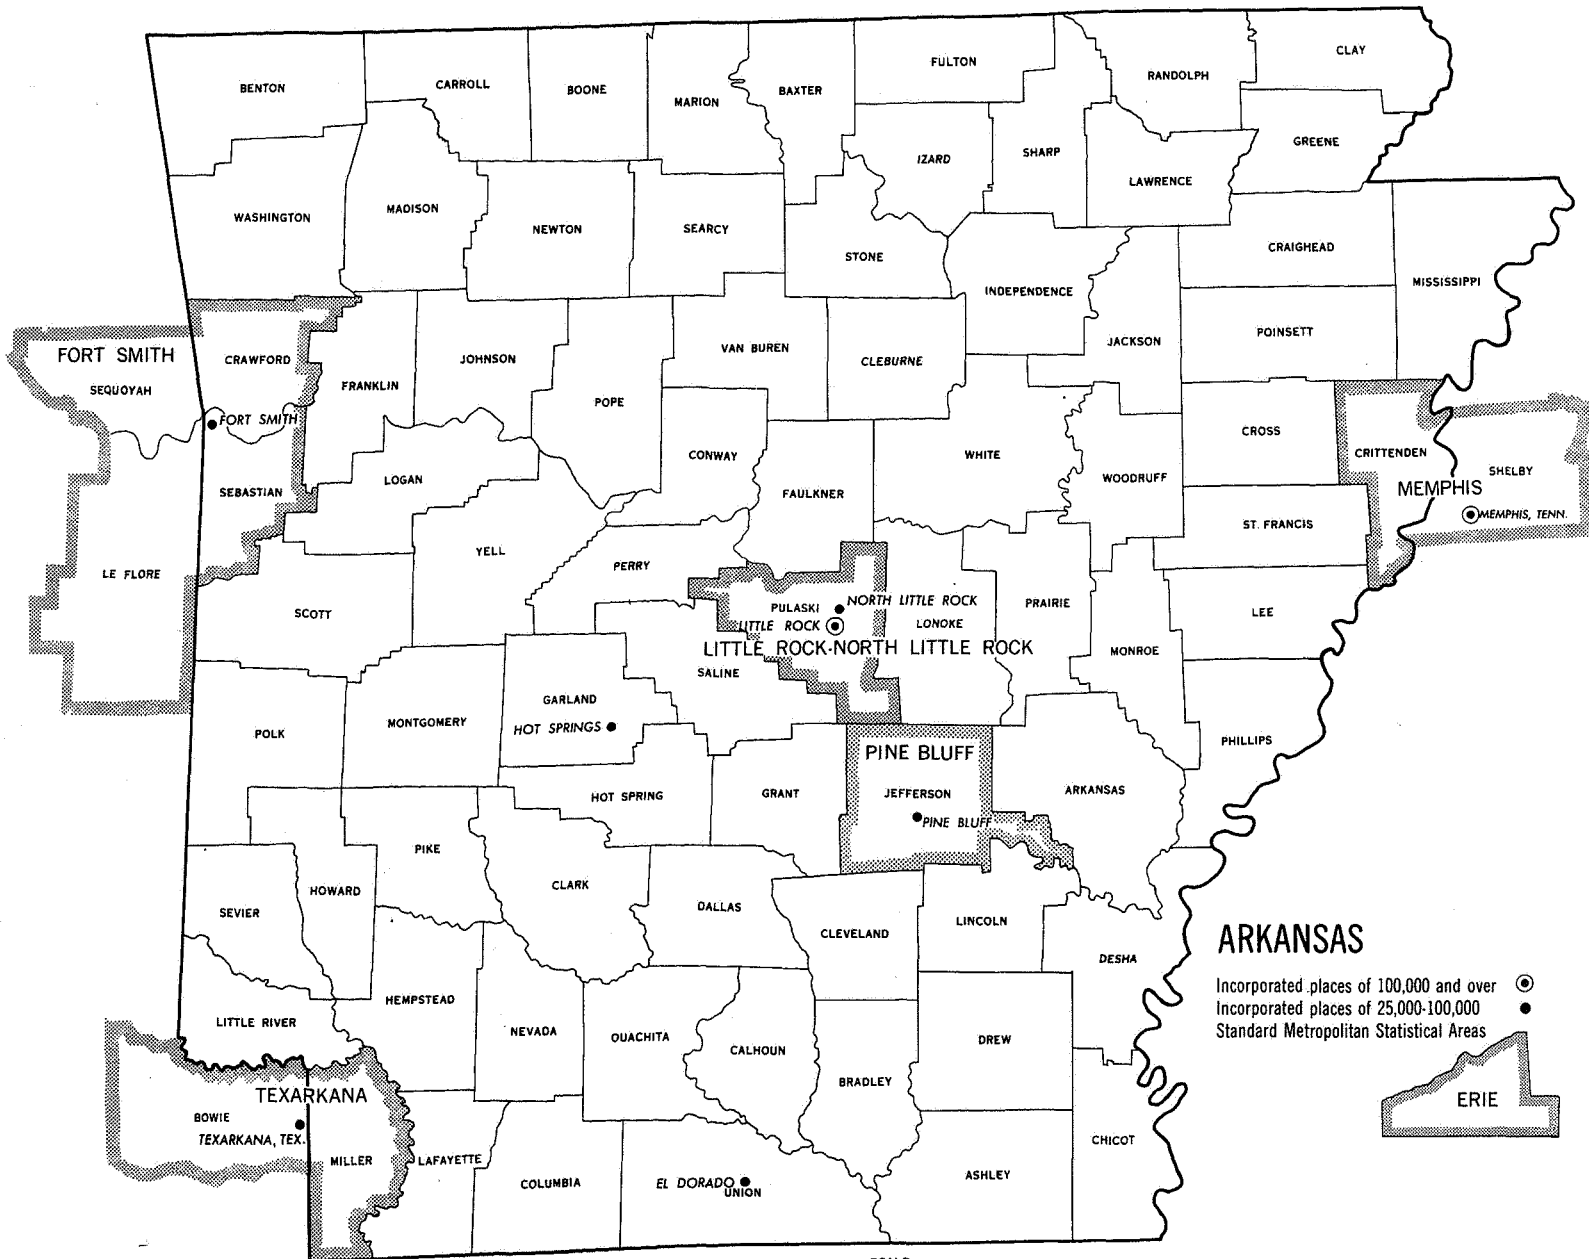 BENTON
CARROLL
BOONE
MARION
BAXTER
FULTON
RANDOLPH
CLAY
IZARD
SHARP
LAWRENCE
GREENE
WASHINGTON
MADISON
NEWTON
SEARCY
STONE
INDEPENDENCE
CRAIGHEAD
MISSISSIPPI
FORT SMITH
SEQUOYAH
CRAWFORD
FORT SMITH
FRANKLIN
JOHNSON
POPE
VAN BUREN
CLEBURNE
JACKSON
POINSETT
SEBASTIAN
LOGAN
CONWAY
FAULKNER
WHITE
WOODRUFF
CROSS
CRITTENDEN
SHELBY
MEMPHIS
MEMPHIS, TENN.
ST. FRANCIS
LE FLORE
SCOTT
YELL
PERRY
PULASKI
NORTH LITTLE ROCK
LITTLE ROCK
LONOKE
LITTLE ROCK-NORTH LITTLE ROCK
PRAIRIE
MONROE
LEE
SALINE
GARLAND
HOT SPRINGS
POLK
MONTGOMERY
PHILLIPS
HOT SPRING
GRANT
PINE BLUFF
JEFFERSON
PINE BLUFF
ARKANSAS
PIKE
HOWARD
SEVIER
CLARK
DALLAS
CLEVELAND
LINCOLN
DESHA
LITTLE RIVER
HEMPSTEAD
NEVADA
OUACHITA
CALHOUN
BRADLEY
DREW
TEXARKANA
BOWIE
TEXARKANA, TEX.
MILLER
LAFAYETTE
COLUMBIA
EL DORADO
UNION
ASHLEY
CHICOT
ARKANSAS
Incorporated places of 100,000 and over
Incorporated places of 25,000-100,000
Standard Metropolitan Statistical Areas
ERIE